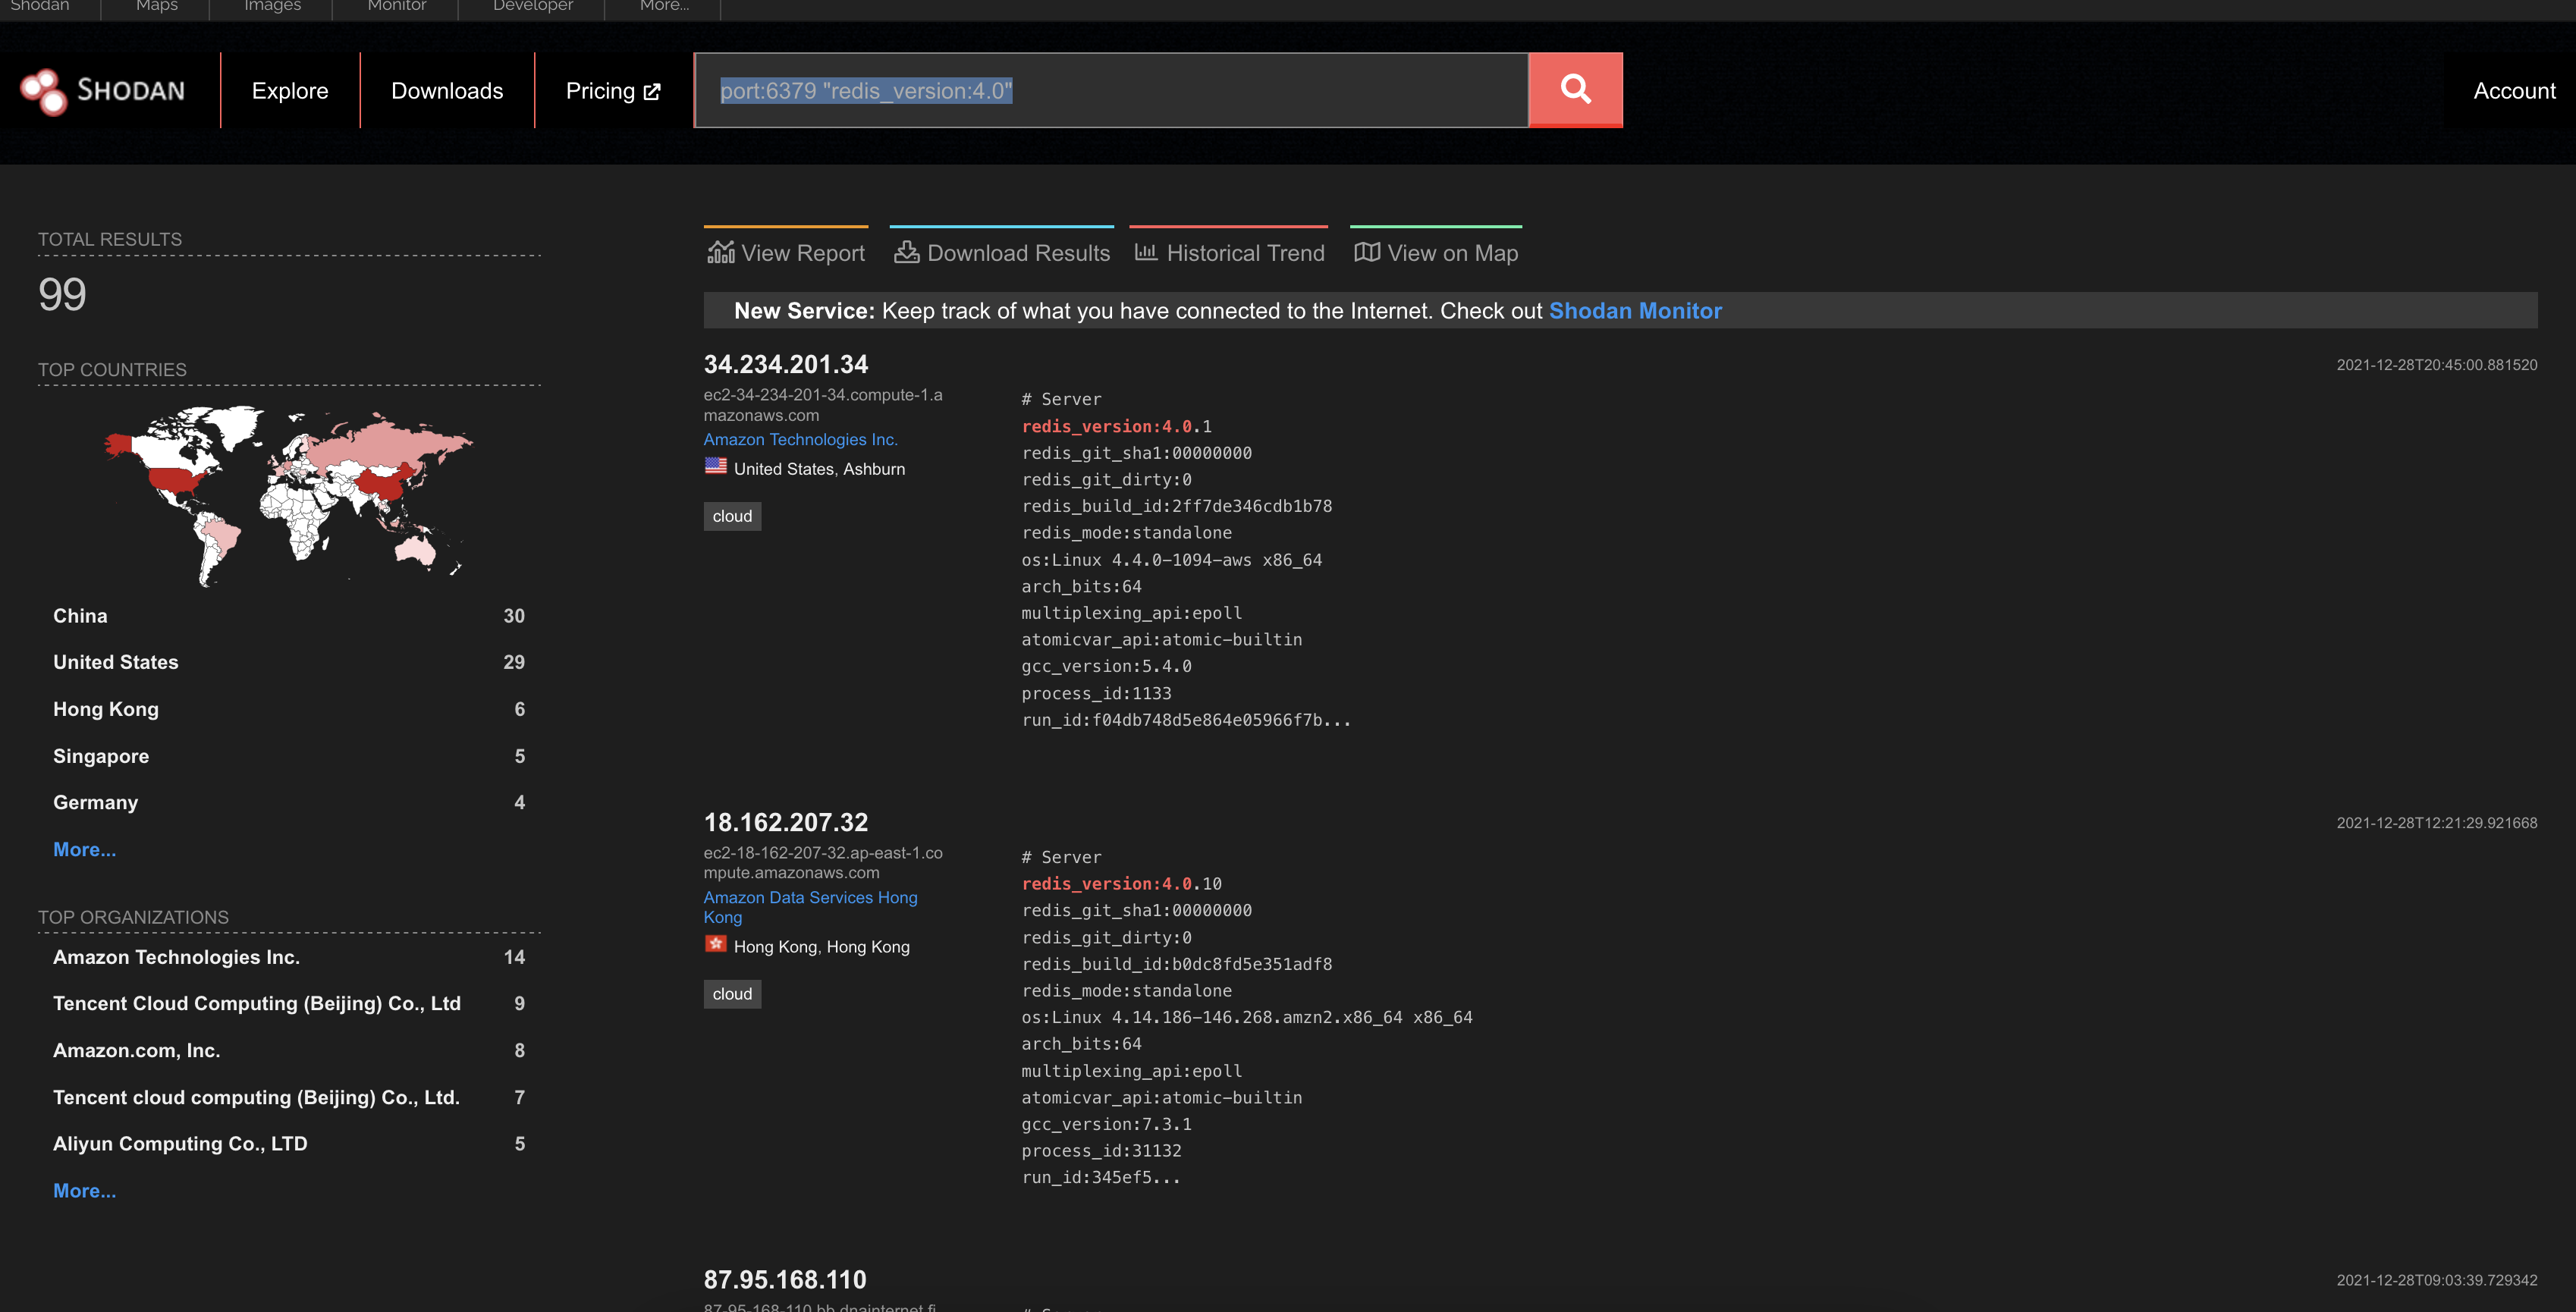 Shodan
Maps
Images
Monitor
Developer
More...
SHODAN
Explore
Downloads
Pricing
port:6379 "redis_version:4.0"
Account
TOTAL RESULTS
99
TOP COUNTRIES
China 30
United States 29
Hong Kong 6
Singapore 5
Germany 4
More...
TOP ORGANIZATIONS
Amazon Technologies Inc. 14
Tencent Cloud Computing (Beijing) Co., Ltd 9
Amazon.com, Inc. 8
Tencent cloud computing (Beijing) Co., Ltd. 7
Aliyun Computing Co., LTD 5
More...
View Report
Download Results
Historical Trend
View on Map
New Service: Keep track of what you have connected to the Internet. Check out Shodan Monitor
34.234.201.34
2021-12-28T20:45:00.881520
ec2-34-234-201-34.compute-1.a
mazonaws.com
Amazon Technologies Inc.
United States, Ashburn
cloud
# Server
redis_version:4.0.1
redis_git_sha1:00000000
redis_git_dirty:0
redis_build_id:2ff7de346cdb1b78
redis_mode:standalone
os:Linux 4.4.0-1094-aws x86_64
arch_bits:64
multiplexing_api:epoll
atomicvar_api:atomic-builtin
gcc_version:5.4.0
process_id:1133
run_id:f04db748d5e864e05966f7b...
18.162.207.32
2021-12-28T12:21:29.921668
ec2-18-162-207-32.ap-east-1.co
mpute.amazonaws.com
Amazon Data Services Hong
Kong
Hong Kong, Hong Kong
cloud
# Server
redis_version:4.0.10
redis_git_sha1:00000000
redis_git_dirty:0
redis_build_id:b0dc8fd5e351adf8
redis_mode:standalone
os:Linux 4.14.186-146.268.amzn2.x86_64 x86_64
arch_bits:64
multiplexing_api:epoll
atomicvar_api:atomic-builtin
gcc_version:7.3.1
process_id:31132
run_id:345ef5...
87.95.168.110
2021-12-28T09:03:39.729342
87-95-168-110.bb.dnainternet.fi
# Server